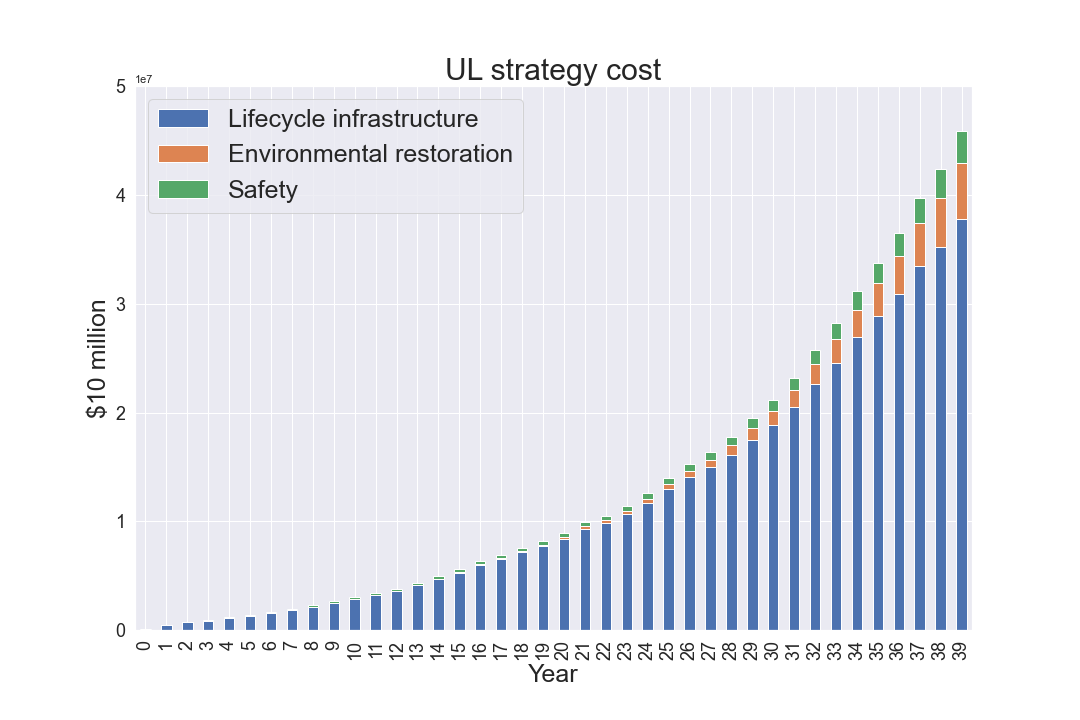 UL strategy cost
1e7
5
4
3
2
1
0
$10 million
Lifecycle infrastructure
Environmental restoration
Safety
0 1 2 3 4 5 6 7 8 9 10 11 12 13 14 15 16 17 18 19 20 21 22 23 24 25 26 27 28 29 30 31 32 33 34 35 36 37 38 39
Year